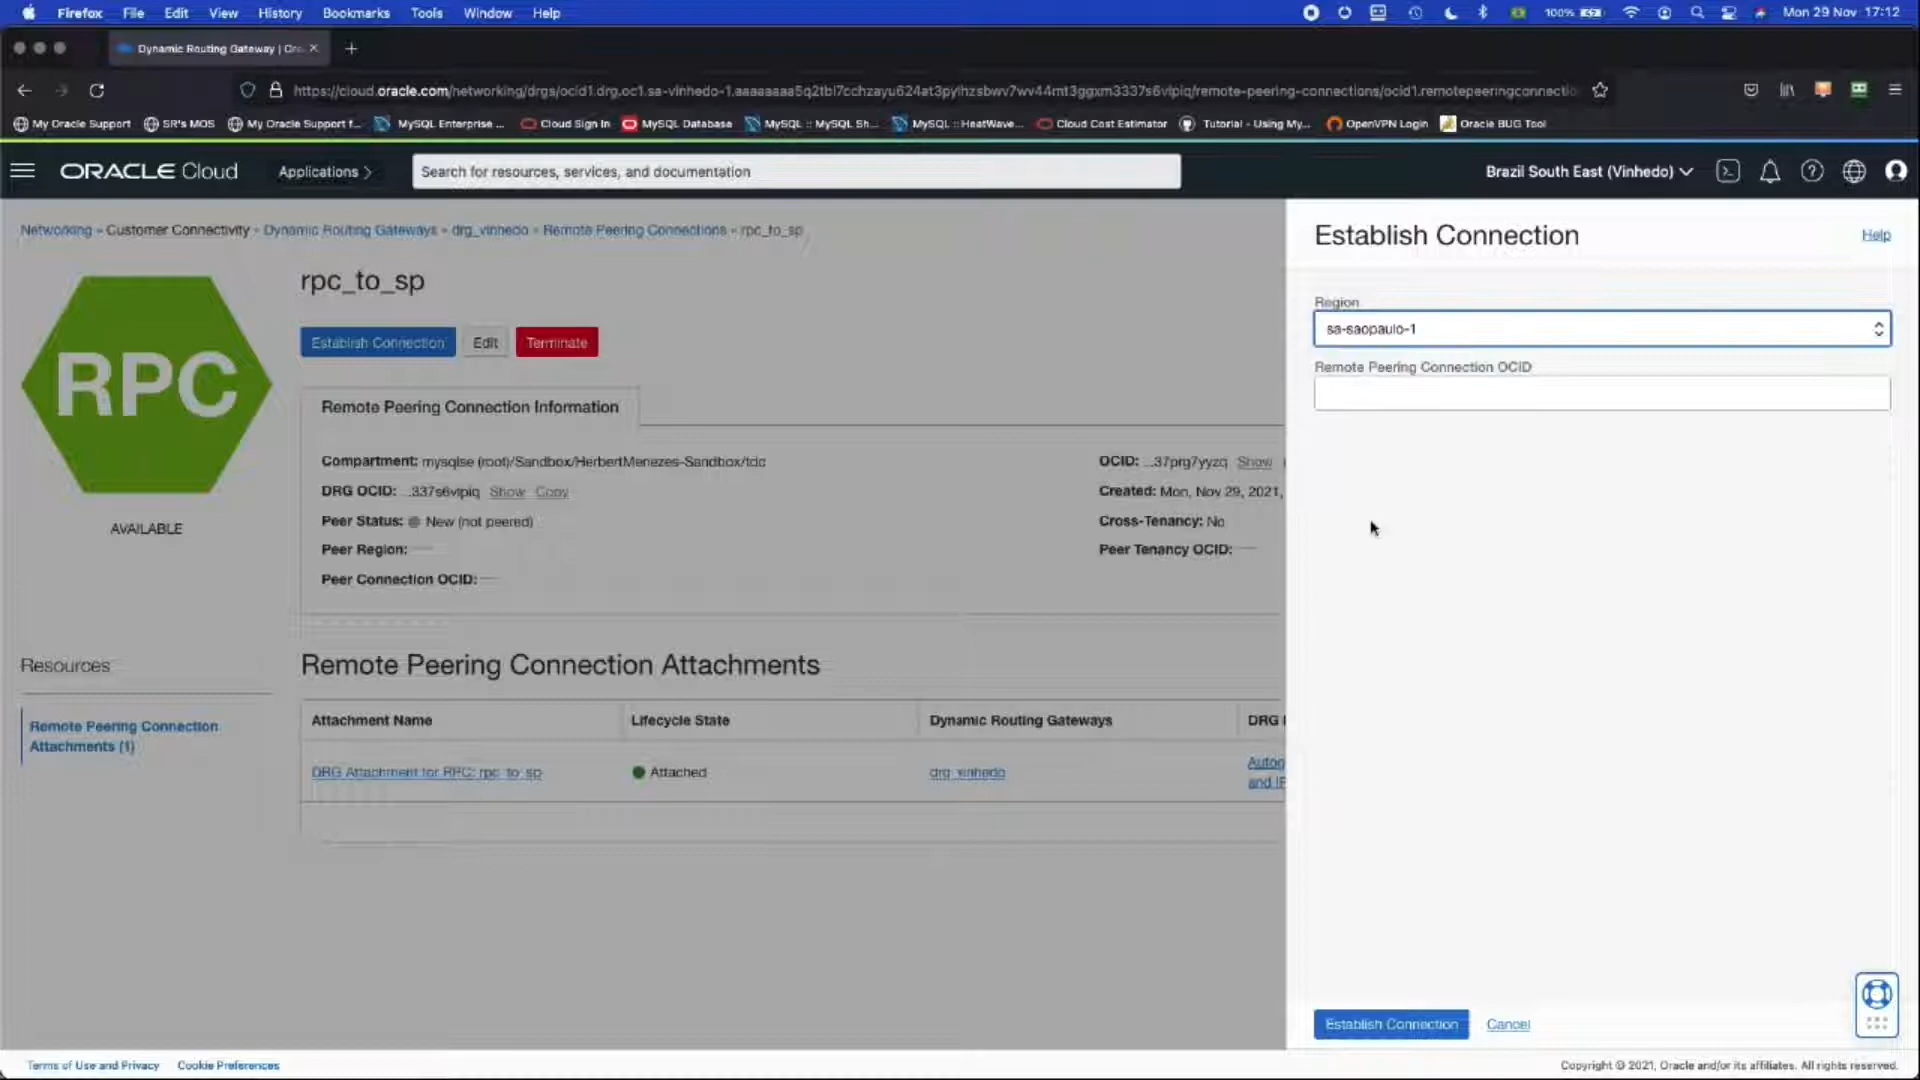 Firefox File Edit View History Bookmarks Tools Window Help 100% Mon 29 Nov 17:12
Dynamic Routing Gateway | Ora
https://cloud.oracle.com/networking/drgs/
/remote-peering-connections/ocid1.remotepeeringconnectio
My Oracle Support SR's MOS My Oracle Support f... MySQL Enterprise ... Cloud Sign In MySQL Database MySQL :: MySQL Sh... MySQL :: HeatWave... Cloud Cost Estimator Tutorial - Using My... OpenVPN Login Oracle BUG Tool
ORACLE Cloud Applications > Search for resources, services, and documentation Brazil South East (Vinhedo)
Networking » Customer Connectivity » Dynamic Routing Gateways » drg_vinhedo » Remote Peering Connections » rpc_to_sp
RPC
AVAILABLE
rpc_to_sp
Establish Connection Edit Terminate
Remote Peering Connection Information
Compartment: mysqlse (root)/Sandbox/HerbertMenezes-Sandbox/tdc
DRG OCID: ...337s6vlpiq Show Copy
Peer Status: New (not peered)
Peer Region: —
Peer Connection OCID: —
OCID: ...37prg7yyzq Show
Created: Mon, Nov 29, 2021,
Cross-Tenancy: No
Peer Tenancy OCID: —
Resources
Remote Peering Connection
Attachments (1)
Remote Peering Connection Attachments
Attachment Name Lifecycle State Dynamic Routing Gateways DRG
DRG Attachment for RPC: rpc_to_sp Attached drg_vinhedo
Autog
and IP
Establish Connection
Help
Region
sa-saopaulo-1
Remote Peering Connection OCID
Establish Connection Cancel
Terms of Use and Privacy Cookie Preferences Copyright © 2021, Oracle and/or its affiliates. All rights reserved.